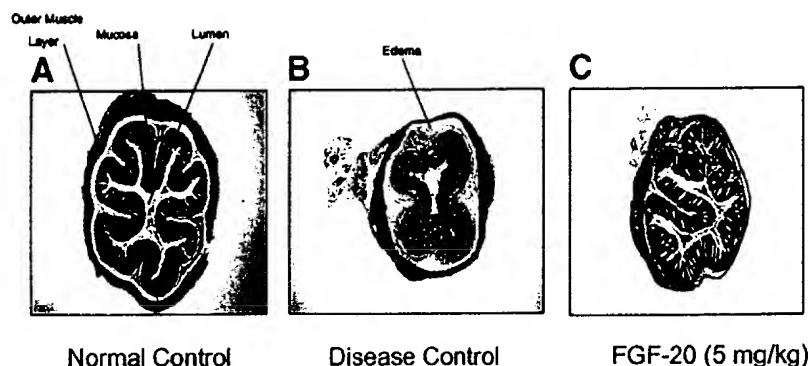 Outer Muscle
Layer
Mucosa
Lumen
A
Edema
B
C
Normal Control
Disease Control
FGF-20 (5 mg/kg)